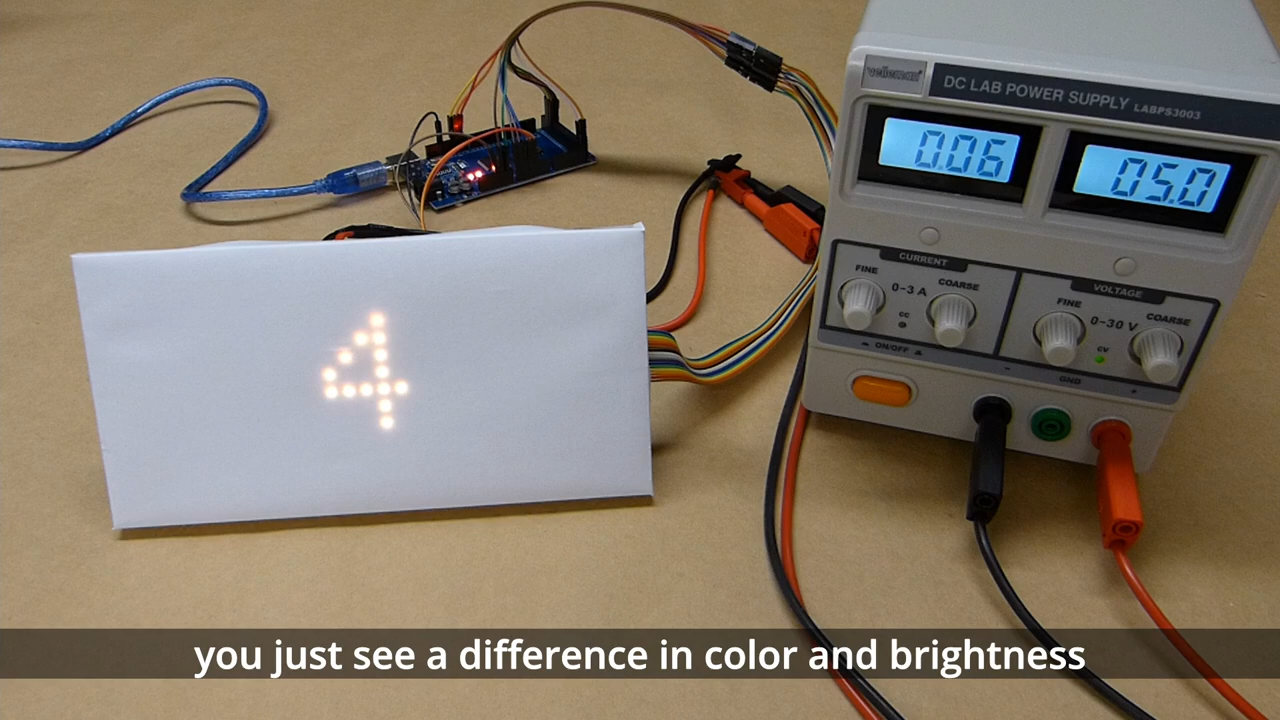 velleman®
DC LAB POWER SUPPLY LABPS3003
0.06
05.0
CURRENT
FINE
0-3 A
COARSE
CC
VOLTAGE
FINE
0-30 V
COARSE
CV
ON/OFF
-
GND
+
4
you just see a difference in color and brightness